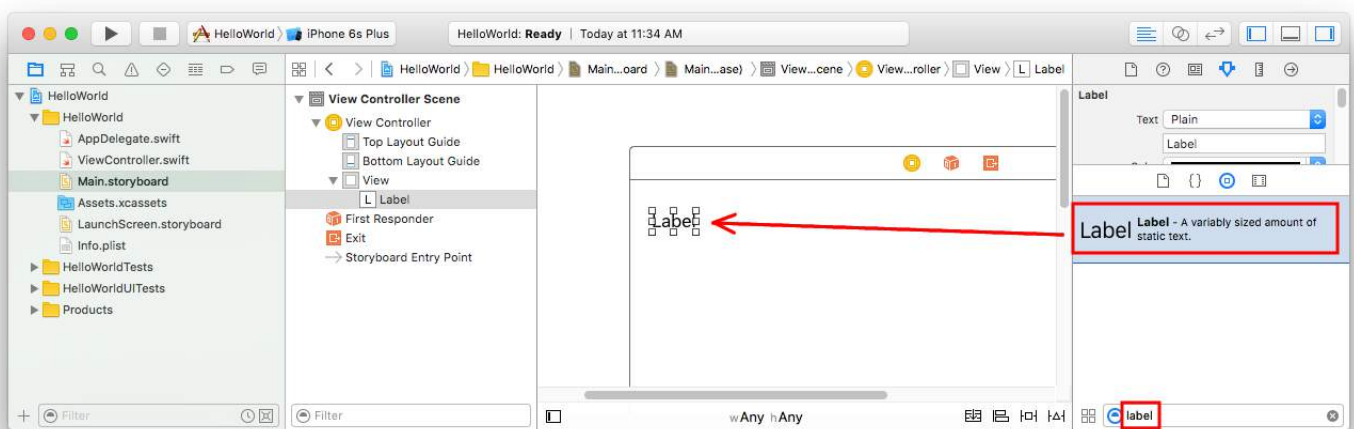 HelloWorld
iPhone 6s Plus
HelloWorld: Ready | Today at 11:34 AM
HelloWorld
HelloWorld
AppDelegate.swift
ViewController.swift
Main.storyboard
Assets.xcassets
LaunchScreen.storyboard
Info.plist
HelloWorldTests
HelloWorldUITests
Products
Filter
HelloWorld HelloWorld Main...oard Main...ase) View...cene View...roller View L Label
View Controller Scene
View Controller
Top Layout Guide
Bottom Layout Guide
View
L Label
First Responder
Exit
Storyboard Entry Point
Filter
Label
wAny hAny
Label
Text Plain
Label
Label Label - A variably sized amount of
static text.
label